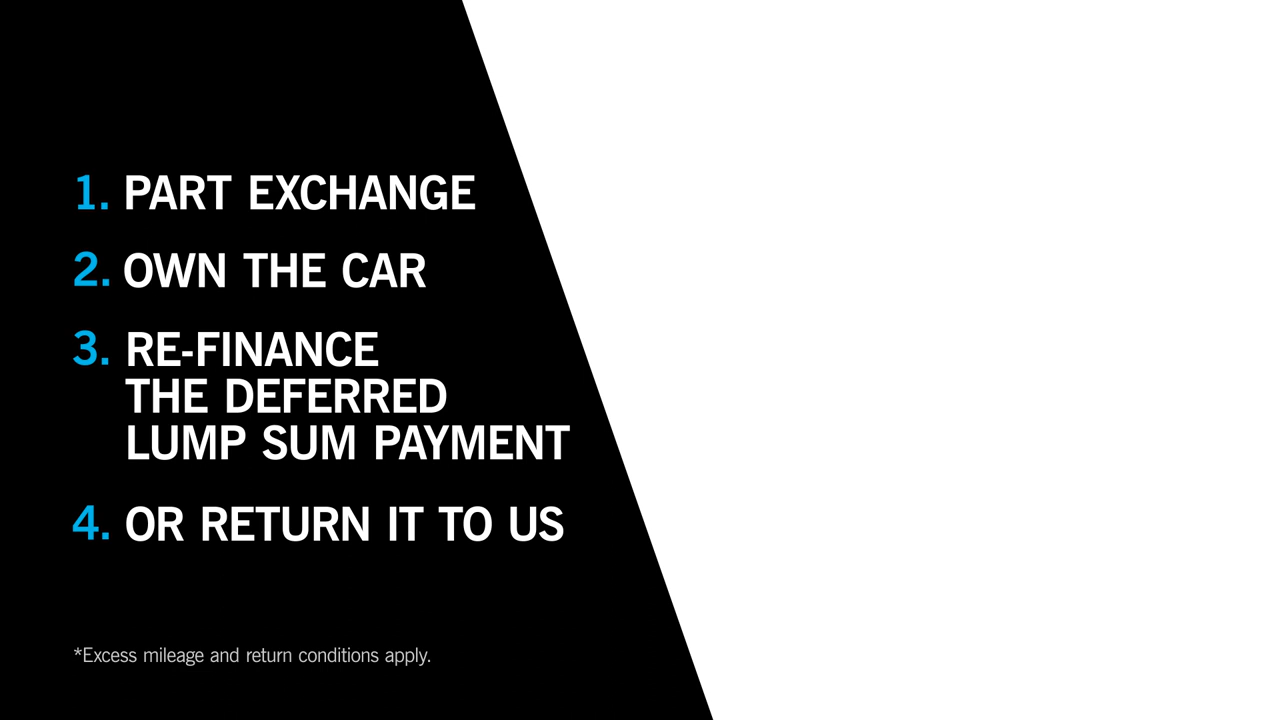 1. PART EXCHANGE
2. OWN THE CAR
3. RE-FINANCE
THE DEFERRED
LUMP SUM PAYMENT
4. OR RETURN IT TO US
*Excess mileage and return conditions apply.